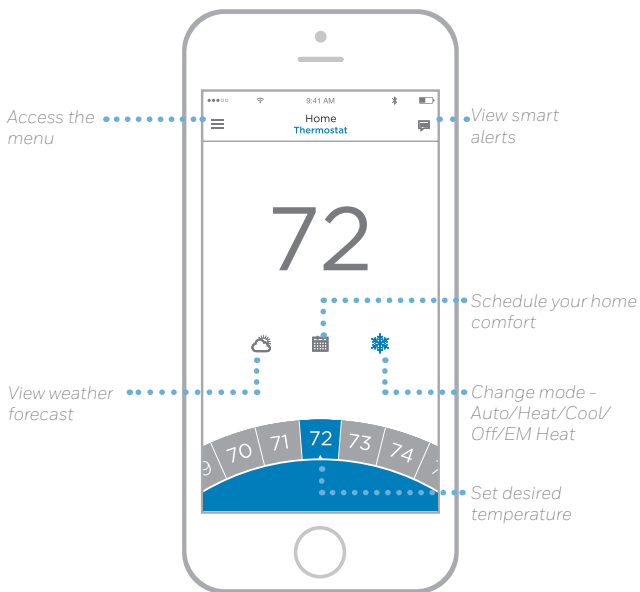 9:41 AM
Home
Thermostat
Access the
menu
View smart
alerts
72
Schedule your home
comfort
View weather
forecast
Change mode –
Auto/Heat/Cool/
Off/EM Heat
70 71 72 73 74
Set desired
temperature